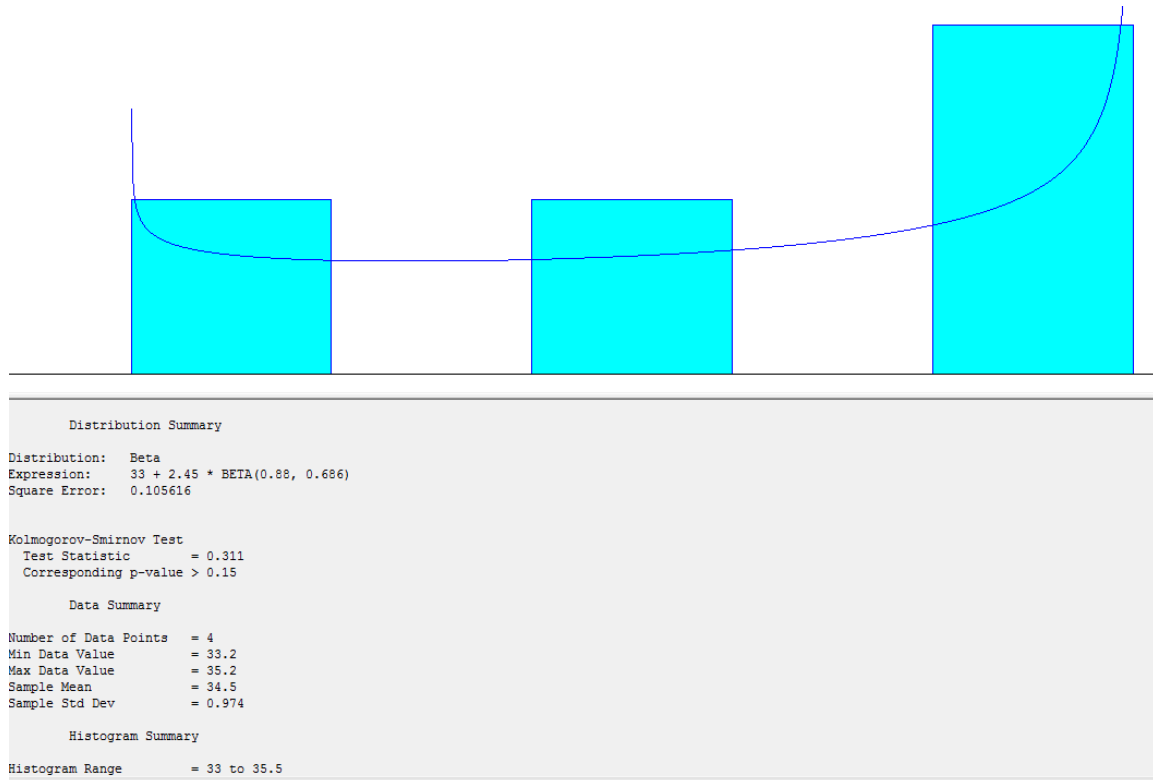 Distribution Summary
Distribution: Beta
Expression: 33 + 2.45 * BETA(0.88, 0.686)
Square Error: 0.105616
Kolmogorov-Smirnov Test
Test Statistic = 0.311
Corresponding p-value > 0.15
Data Summary
Number of Data Points = 4
Min Data Value = 33.2
Max Data Value = 35.2
Sample Mean = 34.5
Sample Std Dev = 0.974
Histogram Summary
Histogram Range = 33 to 35.5